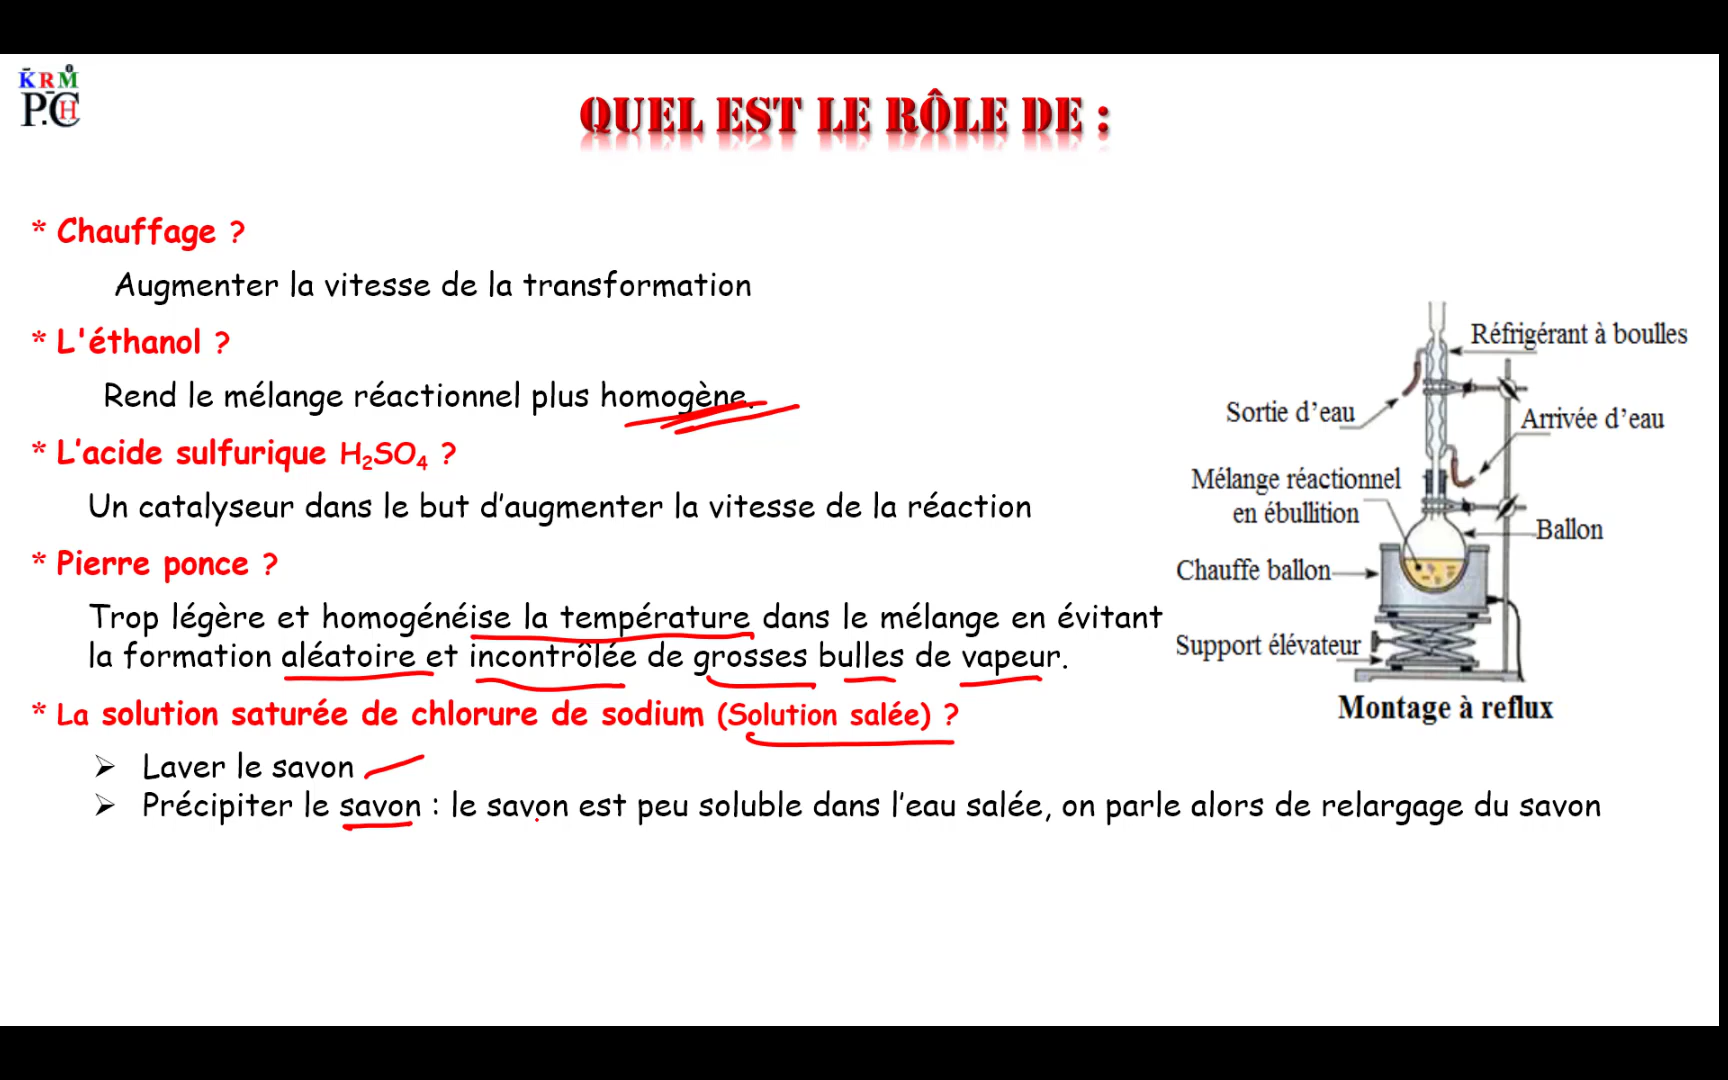 KRM
P.CH
QUEL EST LE RÔLE DE :
* Chauffage ?
Augmenter la vitesse de la transformation
* L'éthanol ?
Rend le mélange réactionnel plus homogène.
* L'acide sulfurique H₂SO₄ ?
Un catalyseur dans le but d'augmenter la vitesse de la réaction
* Pierre ponce ?
Trop légère et homogénéise la température dans le mélange en évitant
la formation aléatoire et incontrôlée de grosses bulles de vapeur.
* La solution saturée de chlorure de sodium (Solution salée) ?
➢ Laver le savon
➢ Précipiter le savon : le savon est peu soluble dans l'eau salée, on parle alors de relargage du savon
Réfrigérant à boulles
Sortie d'eau
Arrivée d'eau
Mélange réactionnel
en ébullition
Ballon
Chauffe ballon
Support élévateur
Montage à reflux